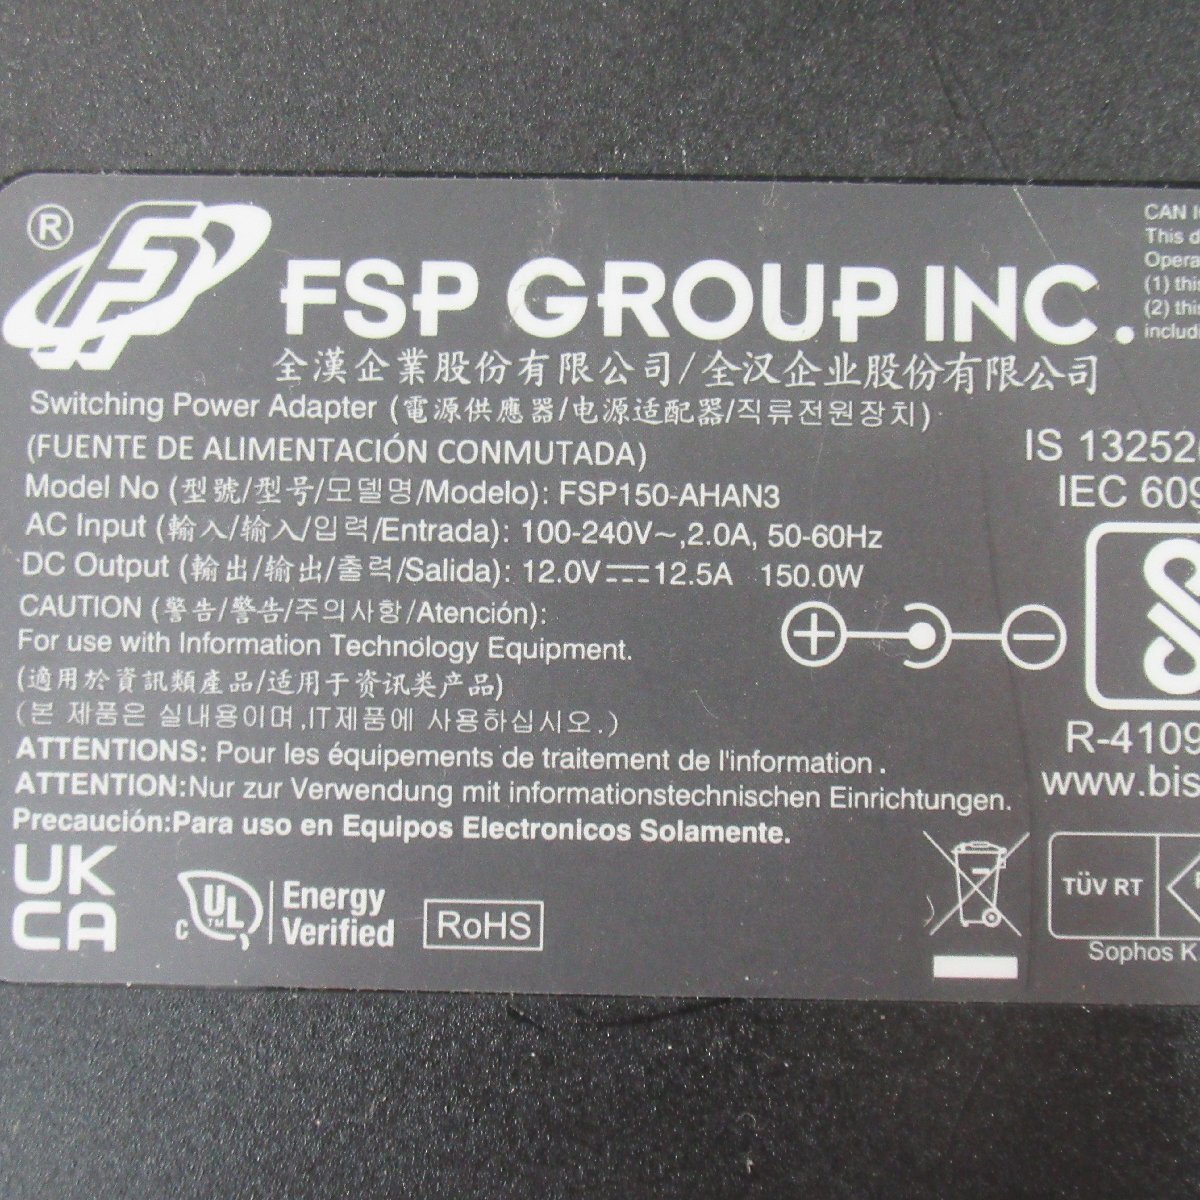 ® FSP
FSP GROUP INC.
全漢企業股份有限公司/全汉企业股份有限公司
Switching Power Adapter (電源供應器/电源适配器/직류전원장치)
(FUENTE DE ALIMENTACIÓN CONMUTADA)
Model No (型號/型号/모델명/Modelo): FSP150-AHAN3
AC Input (輸入/输入/입력/Entrada): 100-240V~,2.0A, 50-60Hz
DC Output (輸出/输出/출력/Salida): 12.0V⎓12.5A 150.0W
CAUTION (警告/警告/주의사항/Atención):
For use with Information Technology Equipment.
(適用於資訊類產品/适用于资讯类产品)
(본 제품은 실내용이며,IT제품에 사용하십시오.)
ATTENTIONS: Pour les équipements de traitement de l'information.
ATTENTION:Nur zur Verwendung mit informationstechnischen Einrichtungen.
Precaución:Para uso en Equipos Electronicos Solamente.
UK
CA
c UL ™
Energy
Verified
RoHS
CAN
This
(1)
(2)
IS
IEC
TÜV RT
Sophos